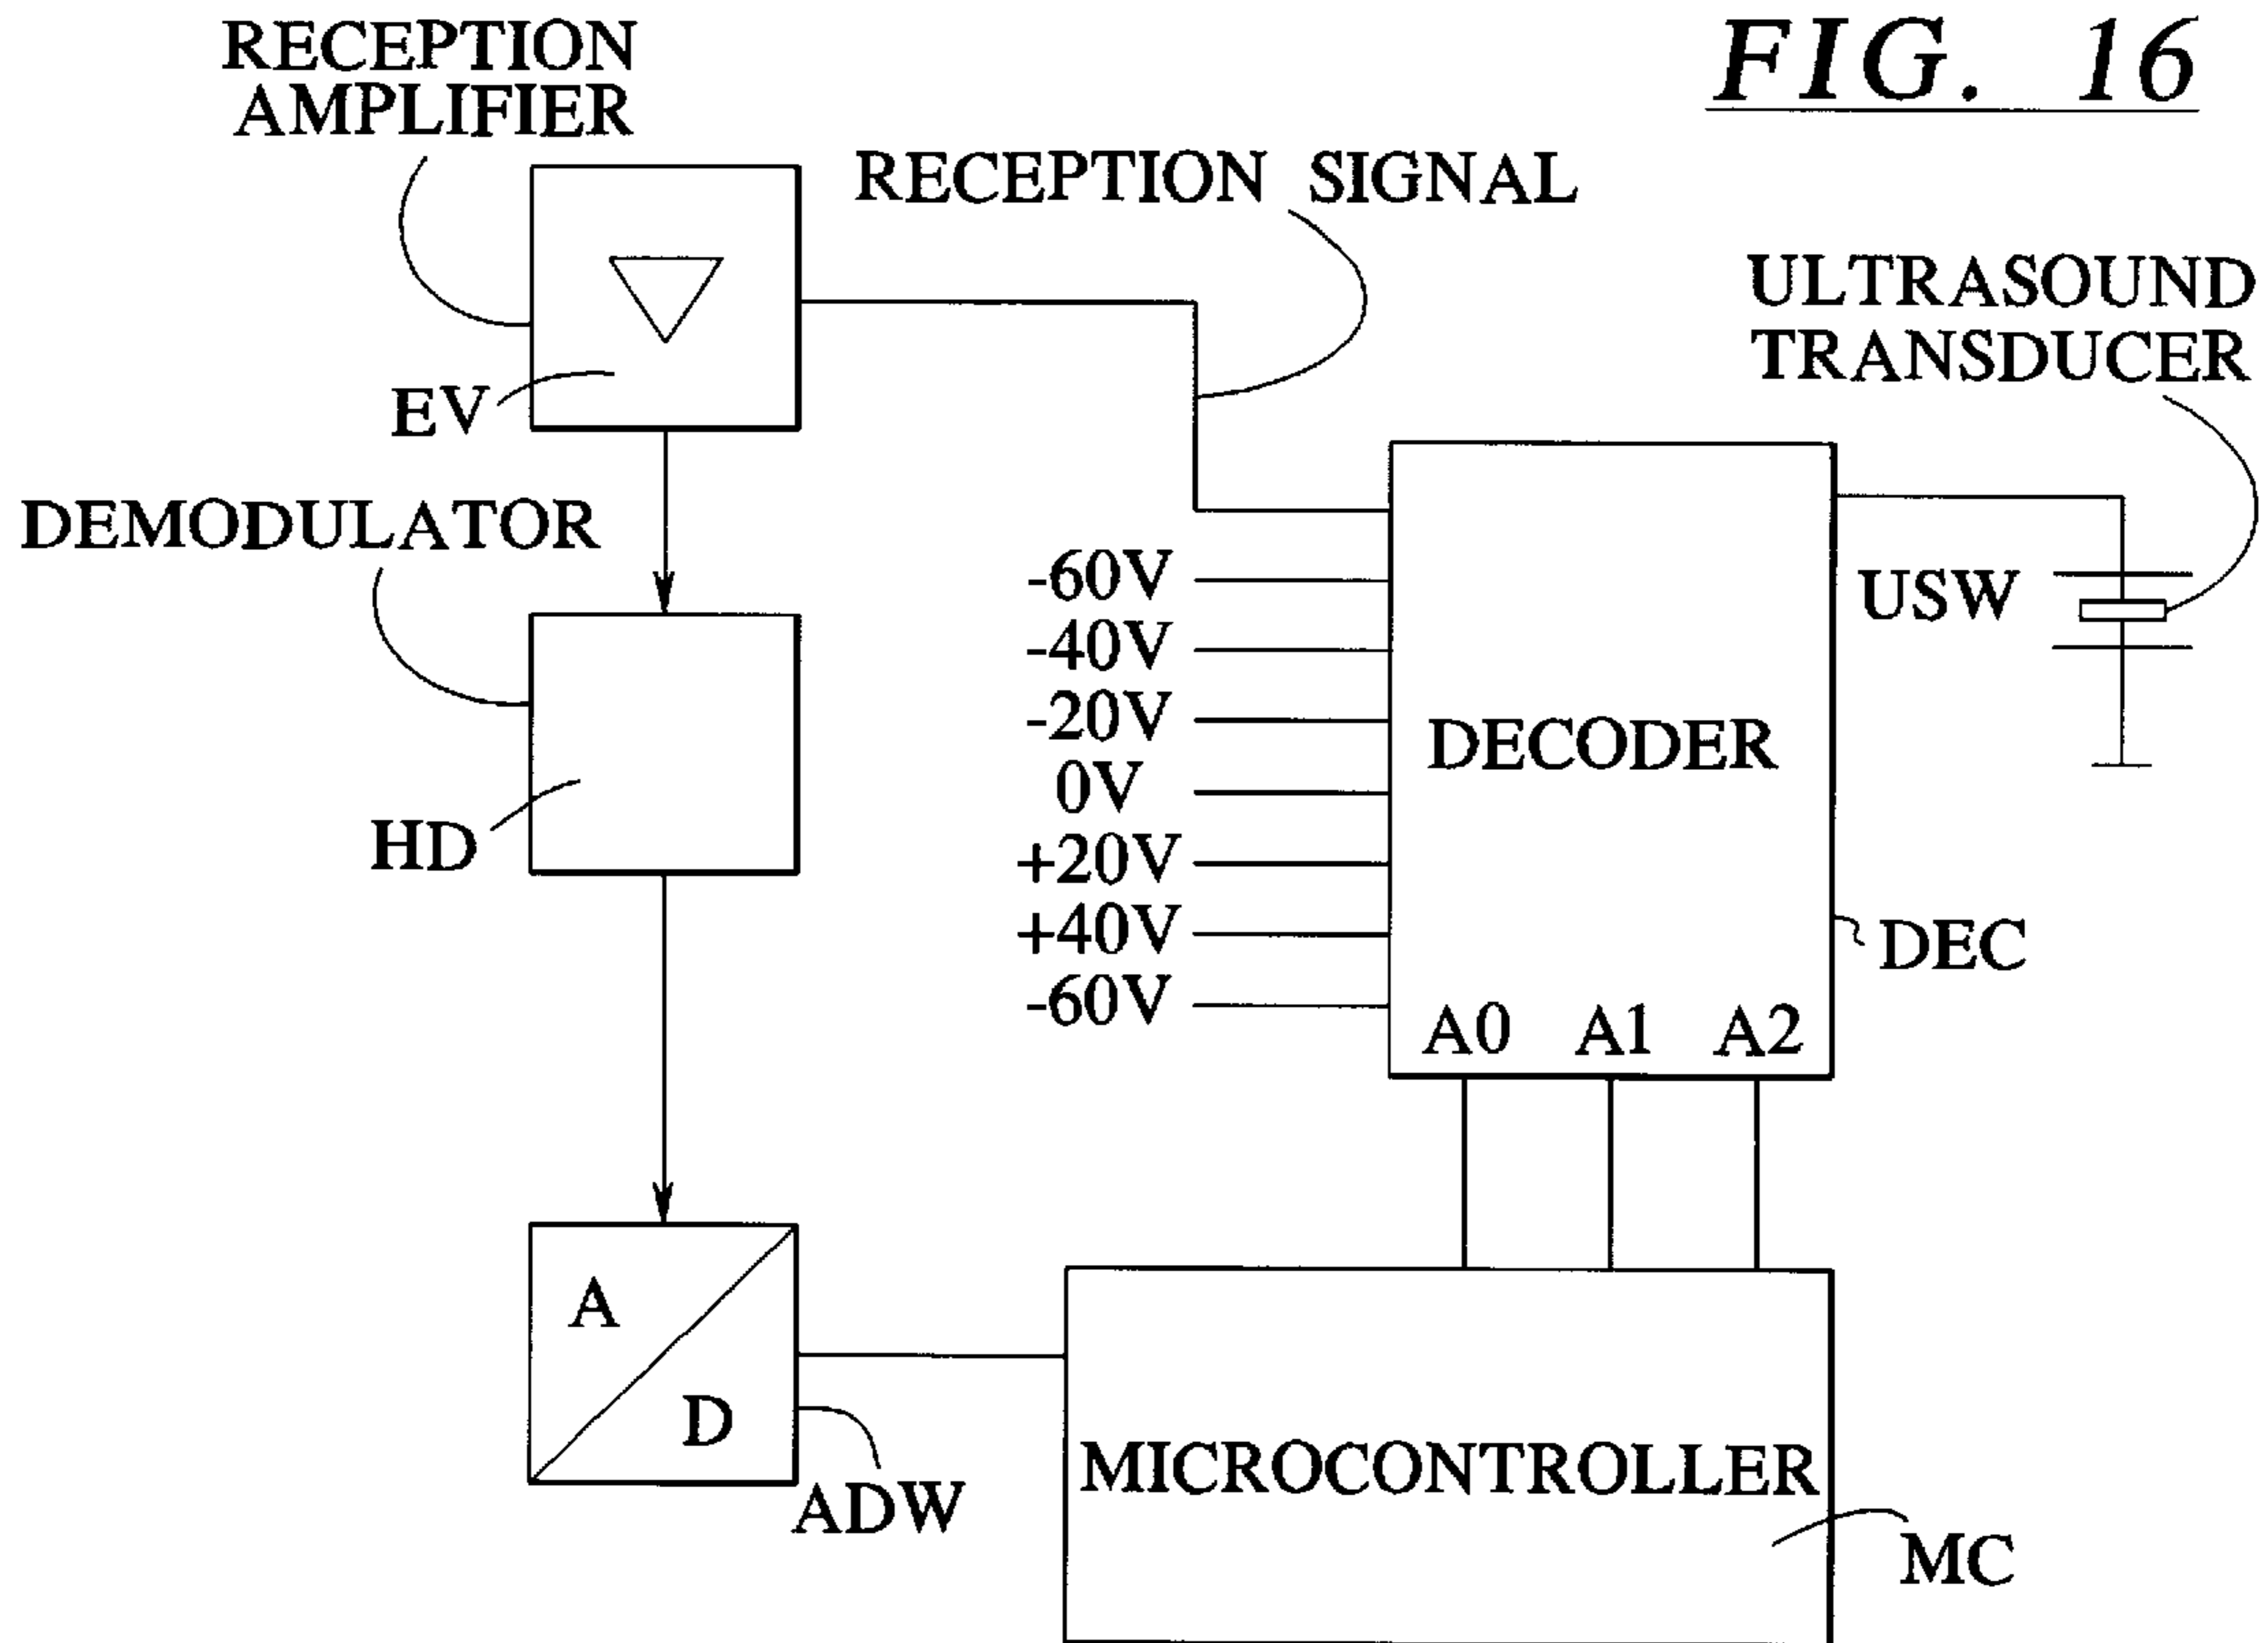 FIG. 16
RECEPTION
AMPLIFIER
RECEPTION SIGNAL
ULTRASOUND
TRANSDUCER
EV
DEMODULATOR
-60V
USW
-40V
-20V
DECODER
0V
HD
+20V
+40V
DEC
-60V
A0 A1 A2
A
D
MICROCONTROLLER
ADW
MC